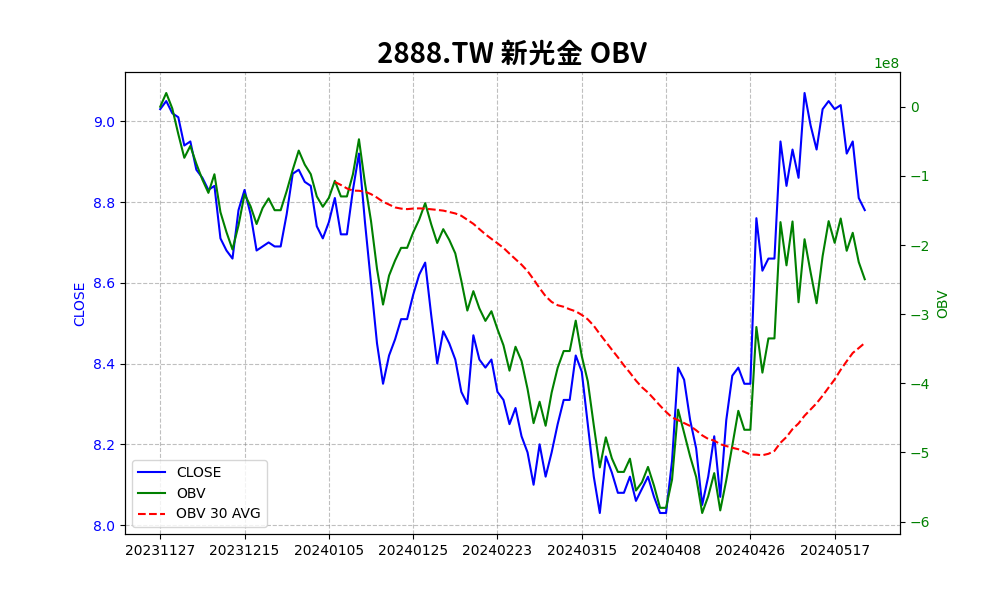 2888.TW 新光金 OBV
1e8
9.0
8.8
8.6
8.4
8.2
8.0
CLOSE
0
−1
−2
−3
−4
−5
−6
OBV
CLOSE
OBV
OBV 30 AVG
20231127 20231215 20240105 20240125 20240223 20240315 20240408 20240426 20240517